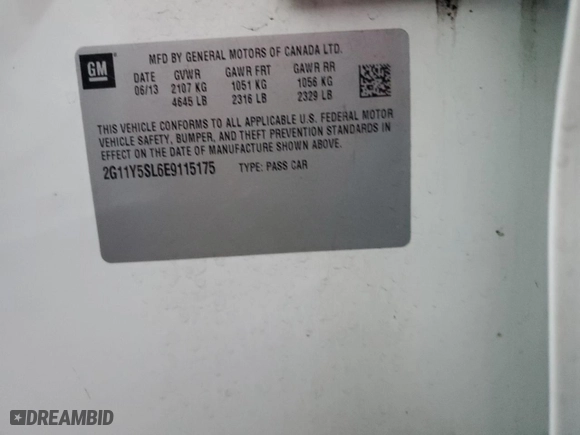 GM
MFD BY GENERAL MOTORS OF CANADA LTD.
DATE GVWR GAWR FRT GAWR RR
06/13 2107 KG 1051 KG 1056 KG
4645 LB 2316 LB 2329 LB
THIS VEHICLE CONFORMS TO ALL APPLICABLE U.S. FEDERAL MOTOR
VEHICLE SAFETY, BUMPER, AND THEFT PREVENTION STANDARDS IN
EFFECT ON THE DATE OF MANUFACTURE SHOWN ABOVE.
2G11Y5SL6E9115175 TYPE: PASS CAR
DREAMBID